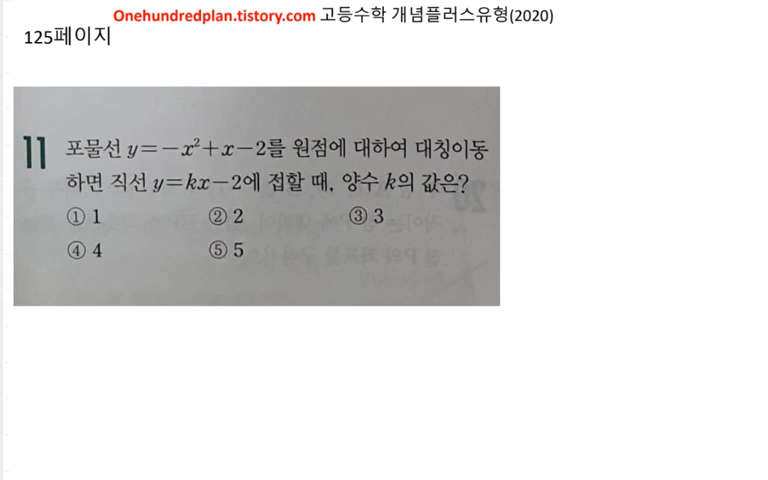 Onehundredplan.tistory.com 고등수학 개념플러스유형(2020)
125페이지
11 포물선 y=-x²+x-2를 원점에 대하여 대칭이동
하면 직선 y=kx-2에 접할 때, 양수 k의 값은?
① 1 ② 2 ③ 3
④ 4 ⑤ 5